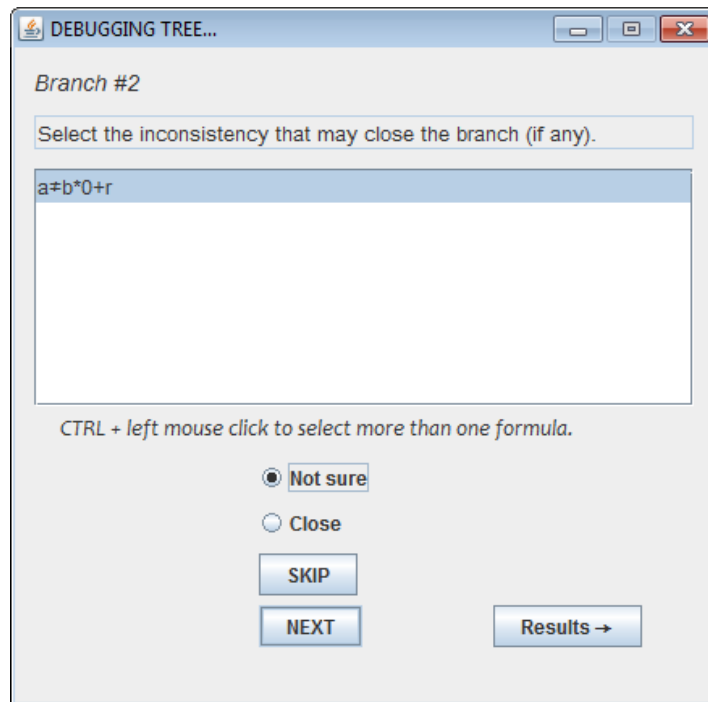 DEBUGGING TREE...
Branch #2
Select the inconsistency that may close the branch (if any).
a≠b*0+r
CTRL + left mouse click to select more than one formula.
Not sure
Close
SKIP
NEXT
Results →